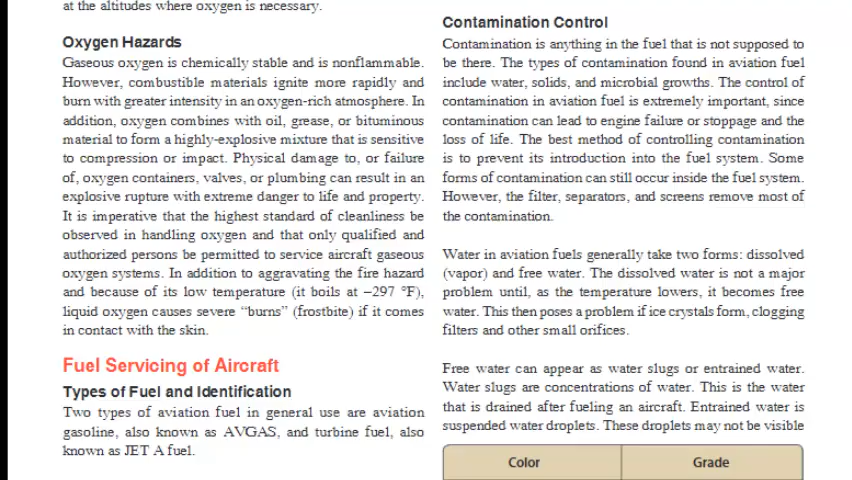 at the altitudes where oxygen is necessary.
Oxygen Hazards
Gaseous oxygen is chemically stable and is nonflammable.
However, combustible materials ignite more rapidly and
burn with greater intensity in an oxygen-rich atmosphere. In
addition, oxygen combines with oil, grease, or bituminous
material to form a highly-explosive mixture that is sensitive
to compression or impact. Physical damage to, or failure
of, oxygen containers, valves, or plumbing can result in an
explosive rupture with extreme danger to life and property.
It is imperative that the highest standard of cleanliness be
observed in handling oxygen and that only qualified and
authorized persons be permitted to service aircraft gaseous
oxygen systems. In addition to aggravating the fire hazard
and because of its low temperature (it boils at –297 °F),
liquid oxygen causes severe “burns” (frostbite) if it comes
in contact with the skin.
Fuel Servicing of Aircraft
Types of Fuel and Identification
Two types of aviation fuel in general use are aviation
gasoline, also known as AVGAS, and turbine fuel, also
known as JET A fuel.
Contamination Control
Contamination is anything in the fuel that is not supposed to
be there. The types of contamination found in aviation fuel
include water, solids, and microbial growths. The control of
contamination in aviation fuel is extremely important, since
contamination can lead to engine failure or stoppage and the
loss of life. The best method of controlling contamination
is to prevent its introduction into the fuel system. Some
forms of contamination can still occur inside the fuel system.
However, the filter, separators, and screens remove most of
the contamination.
Water in aviation fuels generally take two forms: dissolved
(vapor) and free water. The dissolved water is not a major
problem until, as the temperature lowers, it becomes free
water. This then poses a problem if ice crystals form, clogging
filters and other small orifices.
Free water can appear as water slugs or entrained water.
Water slugs are concentrations of water. This is the water
that is drained after fueling an aircraft. Entrained water is
suspended water droplets. These droplets may not be visible
Color Grade